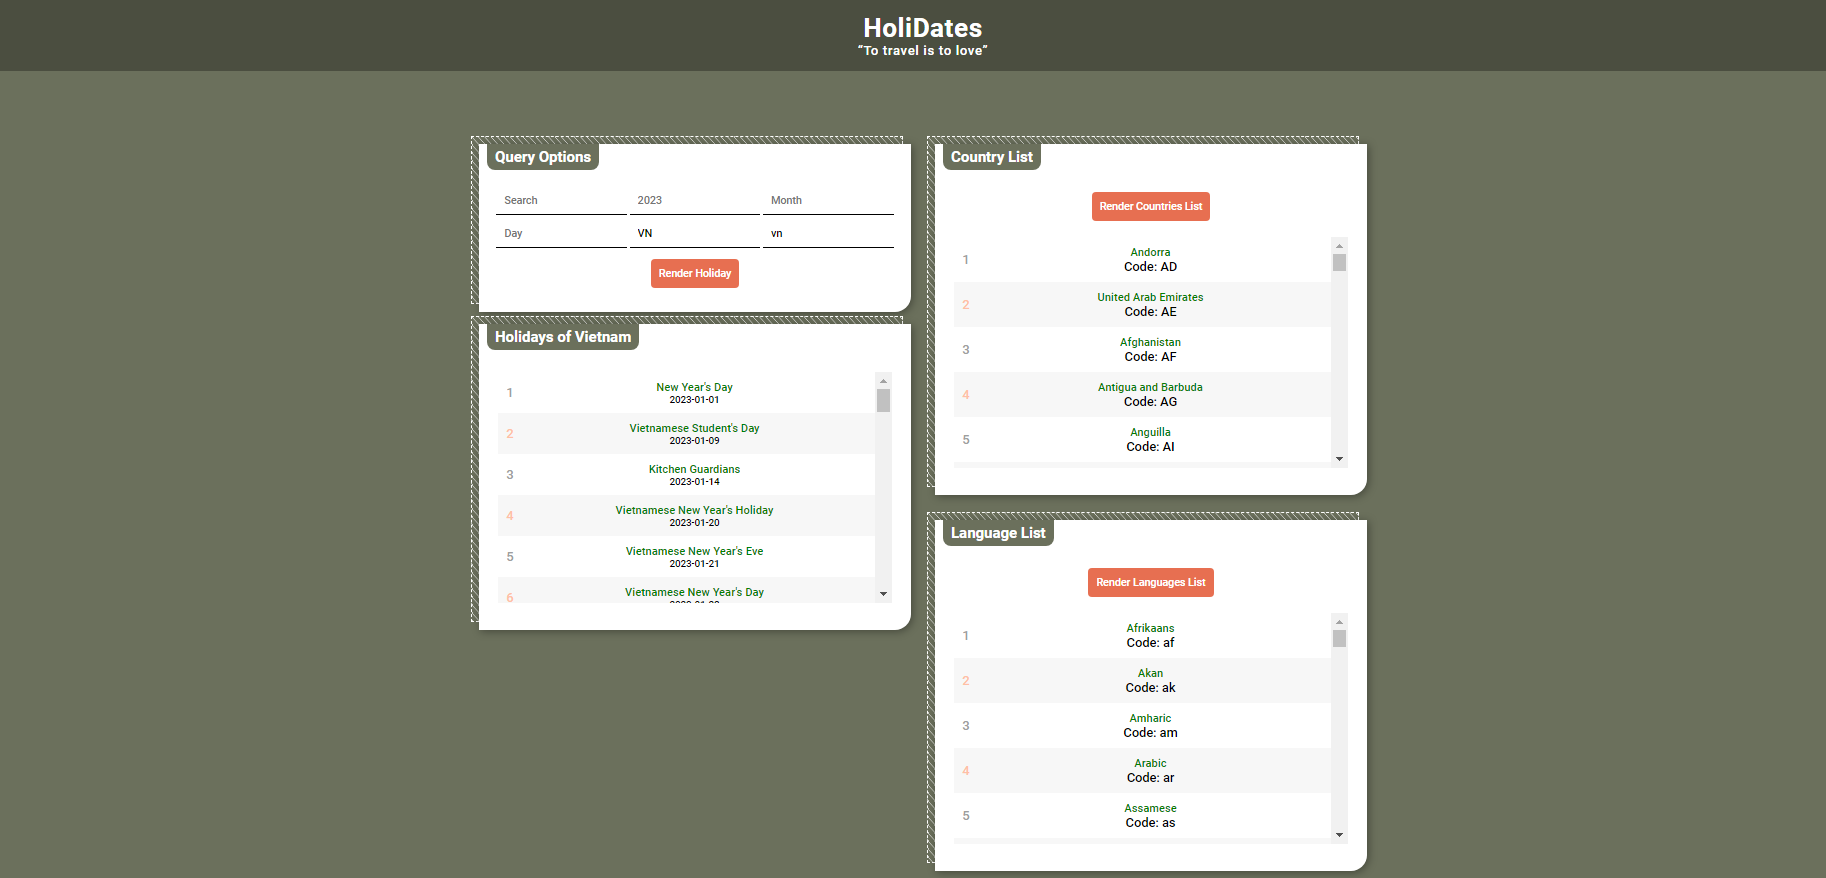 HoliDates
“To travel is to love”
Query Options
Search 2023 Month
Day VN vn
Render Holiday
Holidays of Vietnam
1 New Year's Day
2023-01-01
2 Vietnamese Student's Day
2023-01-09
3 Kitchen Guardians
2023-01-14
4 Vietnamese New Year's Holiday
2023-01-20
5 Vietnamese New Year's Eve
2023-01-21
6 Vietnamese New Year's Day
Country List
Render Countries List
1 Andorra
Code: AD
2 United Arab Emirates
Code: AE
3 Afghanistan
Code: AF
4 Antigua and Barbuda
Code: AG
5 Anguilla
Code: AI
Language List
Render Languages List
1 Afrikaans
Code: af
2 Akan
Code: ak
3 Amharic
Code: am
4 Arabic
Code: ar
5 Assamese
Code: as